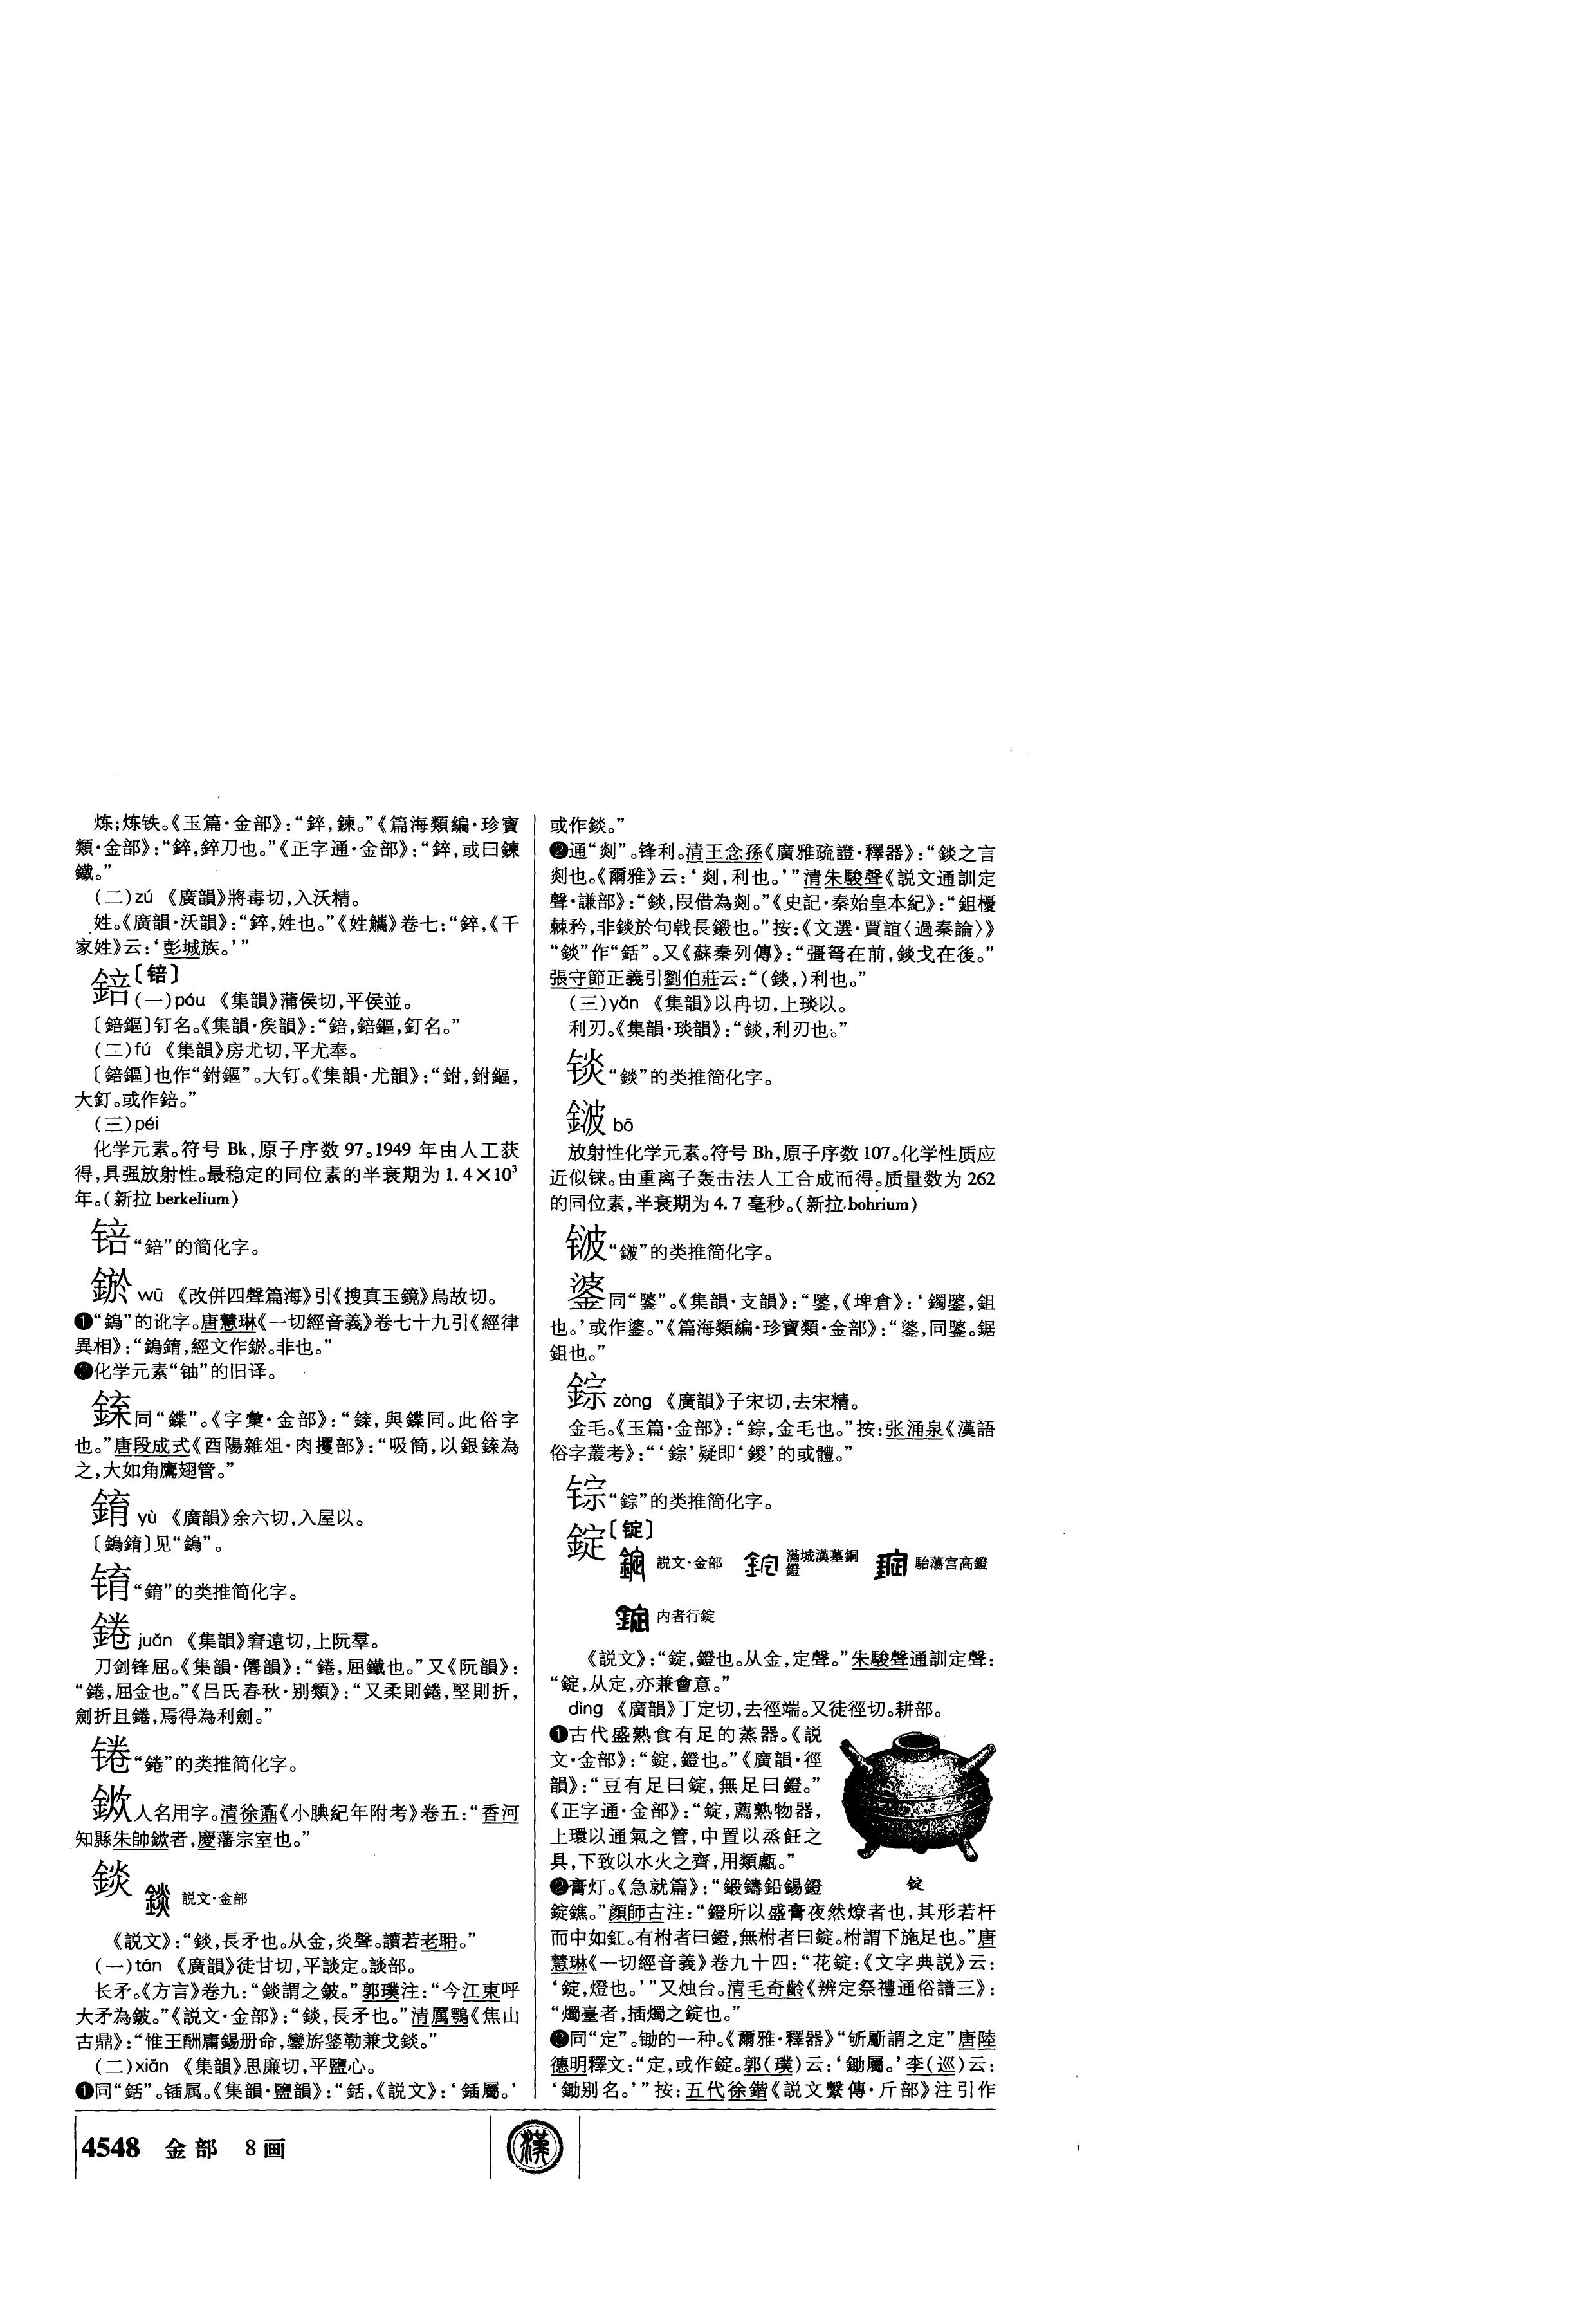 炼;炼铁。《玉篇·金部》:“錊,鍊。”《篇海類編·珍寶
類·金部》:“錊,錊刀也。”《正字通·金部》:“錊,或曰鍊
鐵。”
(二)zú 《廣韻》將毒切,入沃精。
姓。《廣韻·沃韻》:“錊,姓也。”《姓觿》卷七:“錊,《千
家姓》云:‘彭城族。’”
錇〔锫〕
(一)póu 《集韻》蒲侯切,平侯並。
〔錇鏂〕钉名。《集韻·矦韻》:“錇,錇鏂,釘名。”
(二)fú 《集韻》房尤切,平尤奉。
〔錇鏂〕也作“鉜鏂”。大钉。《集韻·尤韻》:“鉜,鉜鏂,
大釘。或作錇。”
(三)péi
化学元素。符号 Bk,原子序数 97。1949 年由人工获
得,具强放射性。最稳定的同位素的半衰期为 1.4×10³
年。(新拉 berkelium)
锫“錇”的简化字。
鯲 wū 《改併四聲篇海》引《搜真玉鏡》烏故切。
❶“鎢”的讹字。唐慧琳《一切經音義》卷七十九引《經律
異相》:“鎢錥,經文作。非也。”
❷化学元素“铀”的旧译。
同“鍱”。《字彙·金部》:“,與鍱同。此俗字
也。”唐段成式《酉陽雜俎·肉攫部》:“吸筒,以銀為
之,大如角鷹翅管。”
錥 yù 《廣韻》余六切,入屋以。
〔鎢錥〕见“鎢”。
“錥”的类推简化字。
錈 juǎn 《集韻》窘遠切,上阮羣。
刀剑锋屈。《集韻·僊韻》:“錈,屈鐵也。”又《阮韻》:
“錈,屈金也。”《吕氏春秋·别類》:“又柔則錈,堅則折,
劍折且錈,焉得為利劍。”
锩“錈”的类推简化字。
人名用字。清徐鼒《小腆紀年附考》卷五:“香河
知縣朱帥者,慶藩宗室也。”
錟
説文·金部
《説文》:“錟,長矛也。从金,炎聲。讀若老耼。”
(一)tán 《廣韻》徒甘切,平談定。談部。
长矛。《方言》卷九:“錟謂之鈹。”郭璞注:“今江東呼
大矛為鈹。”《説文·金部》:“錟,長矛也。”清厲鶚《焦山
古鼎》:“惟王酬庸錫册命,鑾旂鋚勒兼戈錟。”
(二)xiān 《集韻》思廉切,平鹽心。
❶同“銛”。锸属。《集韻·鹽韻》:“銛,《説文》:‘鍤屬。’
或作錟。”
❷通“剡”。锋利。清王念孫《廣雅疏證·釋器》:“錟之言
剡也。《爾雅》云:‘剡,利也。’”清朱駿聲《説文通訓定
聲·謙部》:“錟,叚借為剡。”《史記·秦始皇本紀》:“鉏櫌
棘矜,非錟於句戟長鎩也。”按:《文選·賈誼〈過秦論〉》
“錟”作“銛”。又《蘇秦列傳》:“彊弩在前,錟戈在後。”
張守節正義引劉伯莊云:“(錟,)利也。”
(三)yǎn 《集韻》以冉切,上琰以。
利刃。《集韻·琰韻》:“錟,利刃也。”
锬“錟”的类推简化字。
bō
放射性化学元素。符号 Bh,原子序数 107。化学性质应
近似铼。由重离子轰击法人工合成而得。质量数为 262
的同位素,半衰期为 4.7 毫秒。(新拉 bohrium)
“”的类推简化字。
同“鋻”。《集韻·支韻》:“,《埤倉》:‘鐲,鉏
也。’或作。”《篇海類編·珍寶類·金部》:“,同。鋸
鉏也。”
錝 zòng 《廣韻》子宋切,去宋精。
金毛。《玉篇·金部》:“錝,金毛也。”按:张涌泉《漢語
俗字叢考》:“‘錝’疑即‘鍐’的或體。”
“錝”的类推简化字。
錠〔锭〕
説文·金部 滿城漢墓銅鐙 駘蕩宫高鐙
内者行錠
《説文》:“錠,鐙也。从金,定聲。”朱駿聲通訓定聲:
“錠,从定,亦兼會意。”
dìng 《廣韻》丁定切,去徑端。又徒徑切。耕部。
❶古代盛熟食有足的蒸器。《説
文·金部》:“錠,鐙也。”《廣韻·徑
韻》:“豆有足曰錠,無足曰鐙。”
《正字通·金部》:“錠,薦熟物器,
上環以通氣之管,中置以烝飪之
具,下致以水火之齊,用類甗。”
錠
❷膏灯。《急就篇》:“鍛鑄鉛錫鐙
錠鐎。”顔師古注:“鐙所以盛膏夜然燎者也,其形若杆
而中如釭。有柎者曰鐙,無柎者曰錠。柎謂下施足也。”唐
慧琳《一切經音義》卷九十四:“花錠:《文字典説》云:
‘錠,燈也。’”又烛台。清毛奇齡《辨定祭禮通俗譜三》:
“燭臺者,插燭之錠也。”
❸同“定”。锄的一种。《爾雅·釋器》“斪斸謂之定”唐陸
德明釋文:“定,或作錠。郭(璞)云:‘鋤屬。’李(巡)云:
‘鋤别名。’”按:五代徐鍇《説文繫傳·斤部》注引作
4548 金部 8画
漢